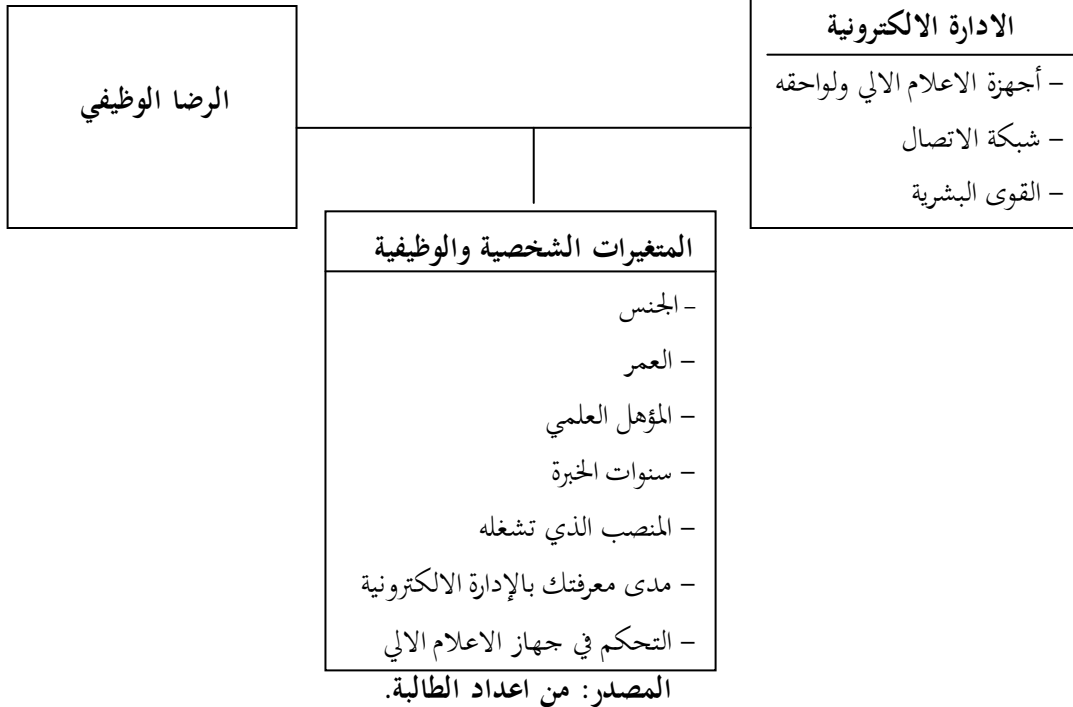 الادارة الالكترونية
– أجهزة الاعلام الالي ولواحقه
– شبكة الاتصال
– القوى البشرية
الرضا الوظيفي
المتغيرات الشخصية والوظيفية
- الجنس
– العمر
– المؤهل العلمي
– سنوات الخبرة
– المنصب الذي تشغله
– مدى معرفتك بالإدارة الالكترونية
– التحكم في جهاز الاعلام الالي
المصدر: من اعداد الطالبة.